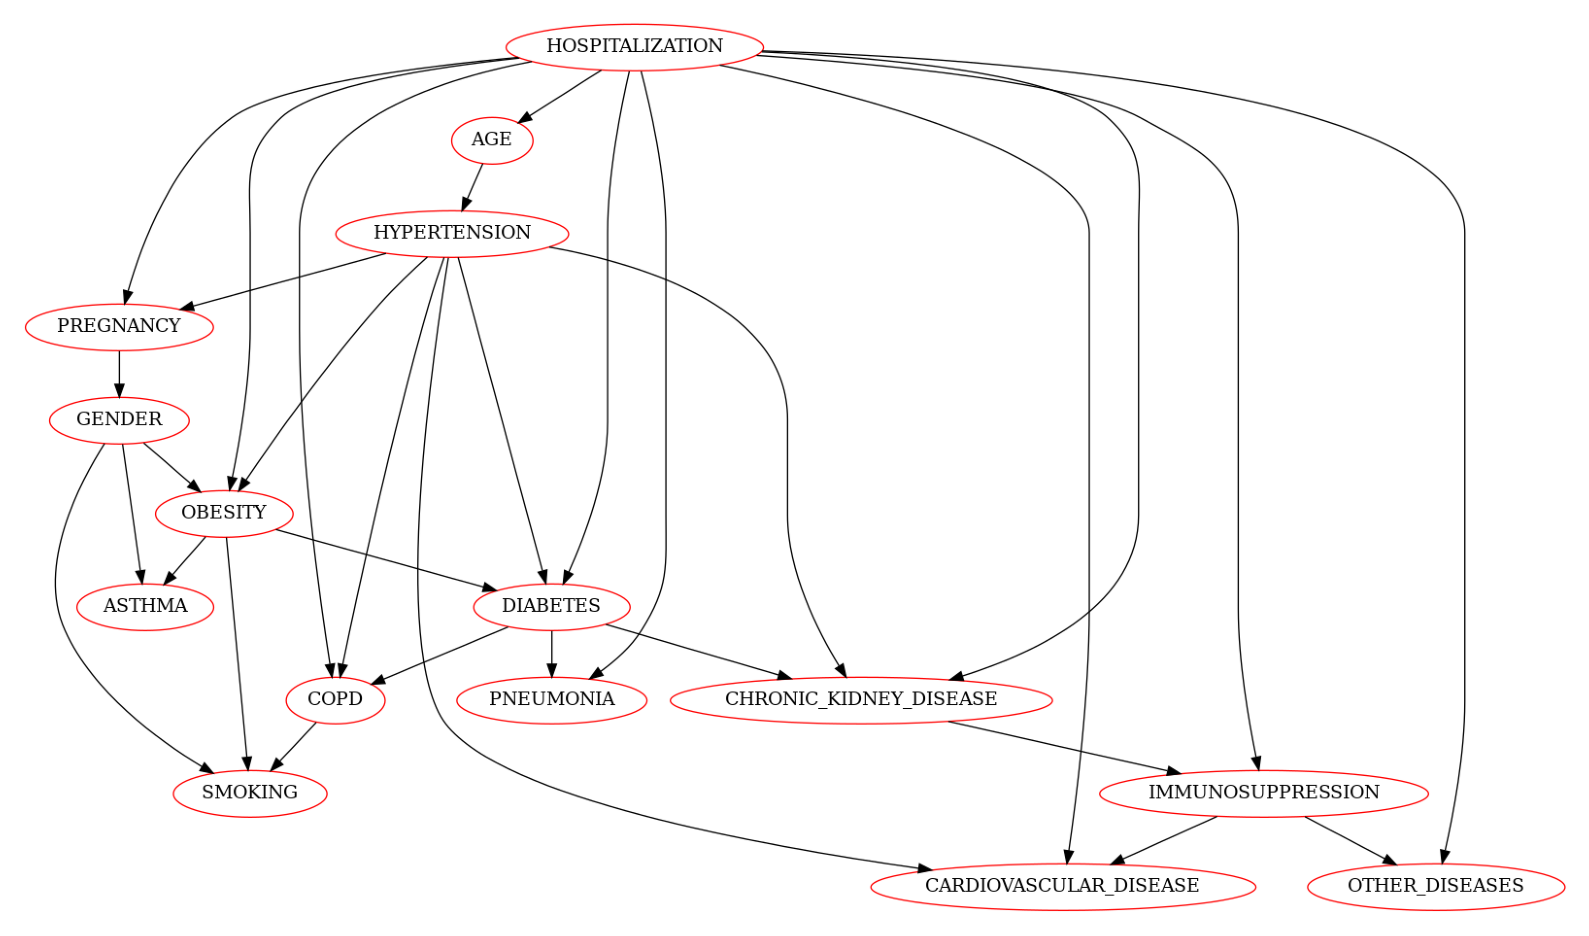 HOSPITALIZATION
AGE
HYPERTENSION
PREGNANCY
GENDER
OBESITY
ASTHMA
DIABETES
COPD
PNEUMONIA
CHRONIC_KIDNEY_DISEASE
SMOKING
IMMUNOSUPPRESSION
CARDIOVASCULAR_DISEASE
OTHER_DISEASES